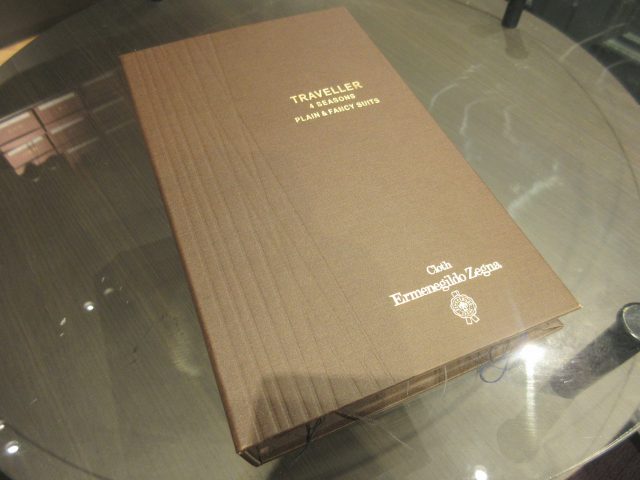 TRAVELLER
4 SEASONS
PLAIN & FANCY SUITS
Cloth
Ermenegildo Zegna